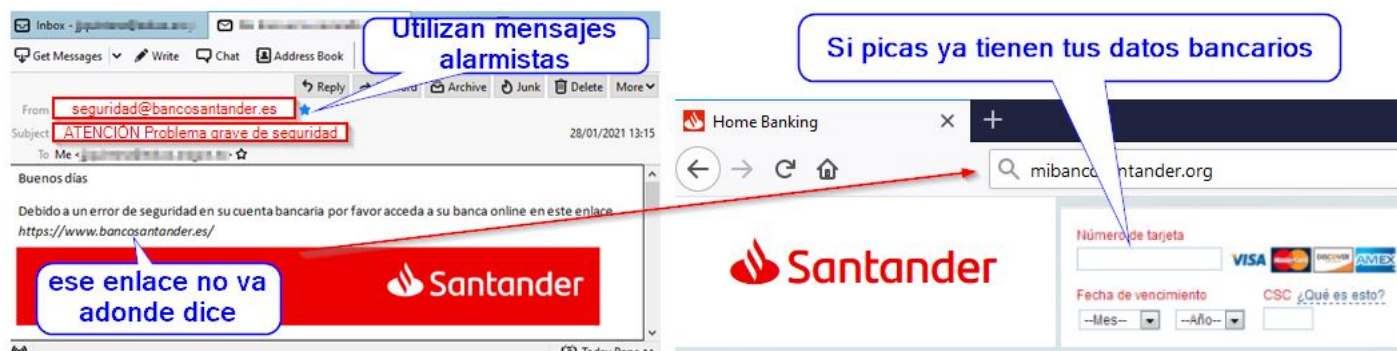 Inbox -
Utilizan mensajes
alarmistas
Get Messages Write Chat Address Book
Reply Archive Junk Delete More
From seguridad@bancosantander.es
Subject ATENCIÓN Problema grave de seguridad 28/01/2021 13:15
To Me <
Buenos días
Debido a un error de seguridad en su cuenta bancaria por favor acceda a su banca online en este enlace
https://www.bancosantander.es/
ese enlace no va
adonde dice
Santander
Si picas ya tienen tus datos bancarios
Home Banking
Santander
Número de tarjeta
VISA DISCOVER AMEX
Fecha de vencimiento CSC ¿Qué es esto?
--Mes-- --Año--